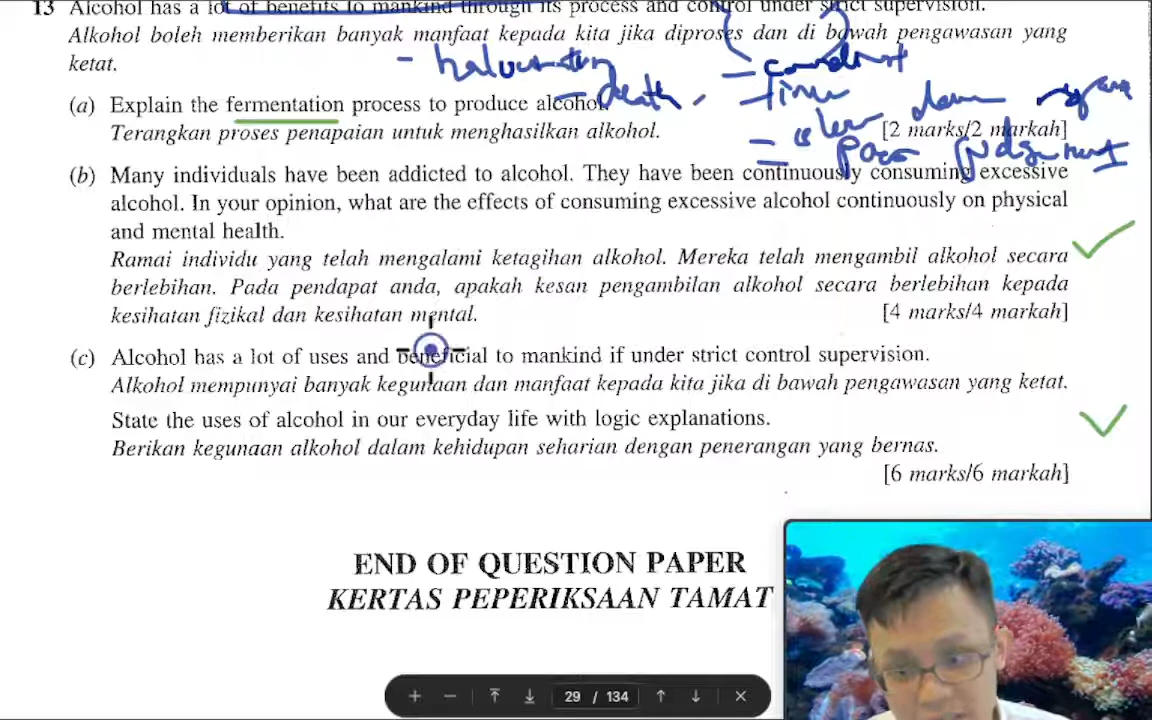 13 Alcohol has a lot of benefits to mankind through its process and control under strict supervision.
Alkohol boleh memberikan banyak manfaat kepada kita jika diproses dan di bawah pengawasan yang
ketat.
- death,
(a) Explain the fermentation process to produce alcohol.
Terangkan proses penapaian untuk menghasilkan alkohol.
[2 marks/2 markah]
(b) Many individuals have been addicted to alcohol. They have been continuously consuming excessive
alcohol. In your opinion, what are the effects of consuming excessive alcohol continuously on physical
and mental health.
Ramai individu yang telah mengalami ketagihan alkohol. Mereka telah mengambil alkohol secara
berlebihan. Pada pendapat anda, apakah kesan pengambilan alkohol secara berlebihan kepada
kesihatan fizikal dan kesihatan mental.
[4 marks/4 markah]
(c) Alcohol has a lot of uses and beneficial to mankind if under strict control supervision.
Alkohol mempunyai banyak kegunaan dan manfaat kepada kita jika di bawah pengawasan yang ketat.
State the uses of alcohol in our everyday life with logic explanations.
Berikan kegunaan alkohol dalam kehidupan seharian dengan penerangan yang bernas.
[6 marks/6 markah]
END OF QUESTION PAPER
KERTAS PEPERIKSAAN TAMAT
29 / 134